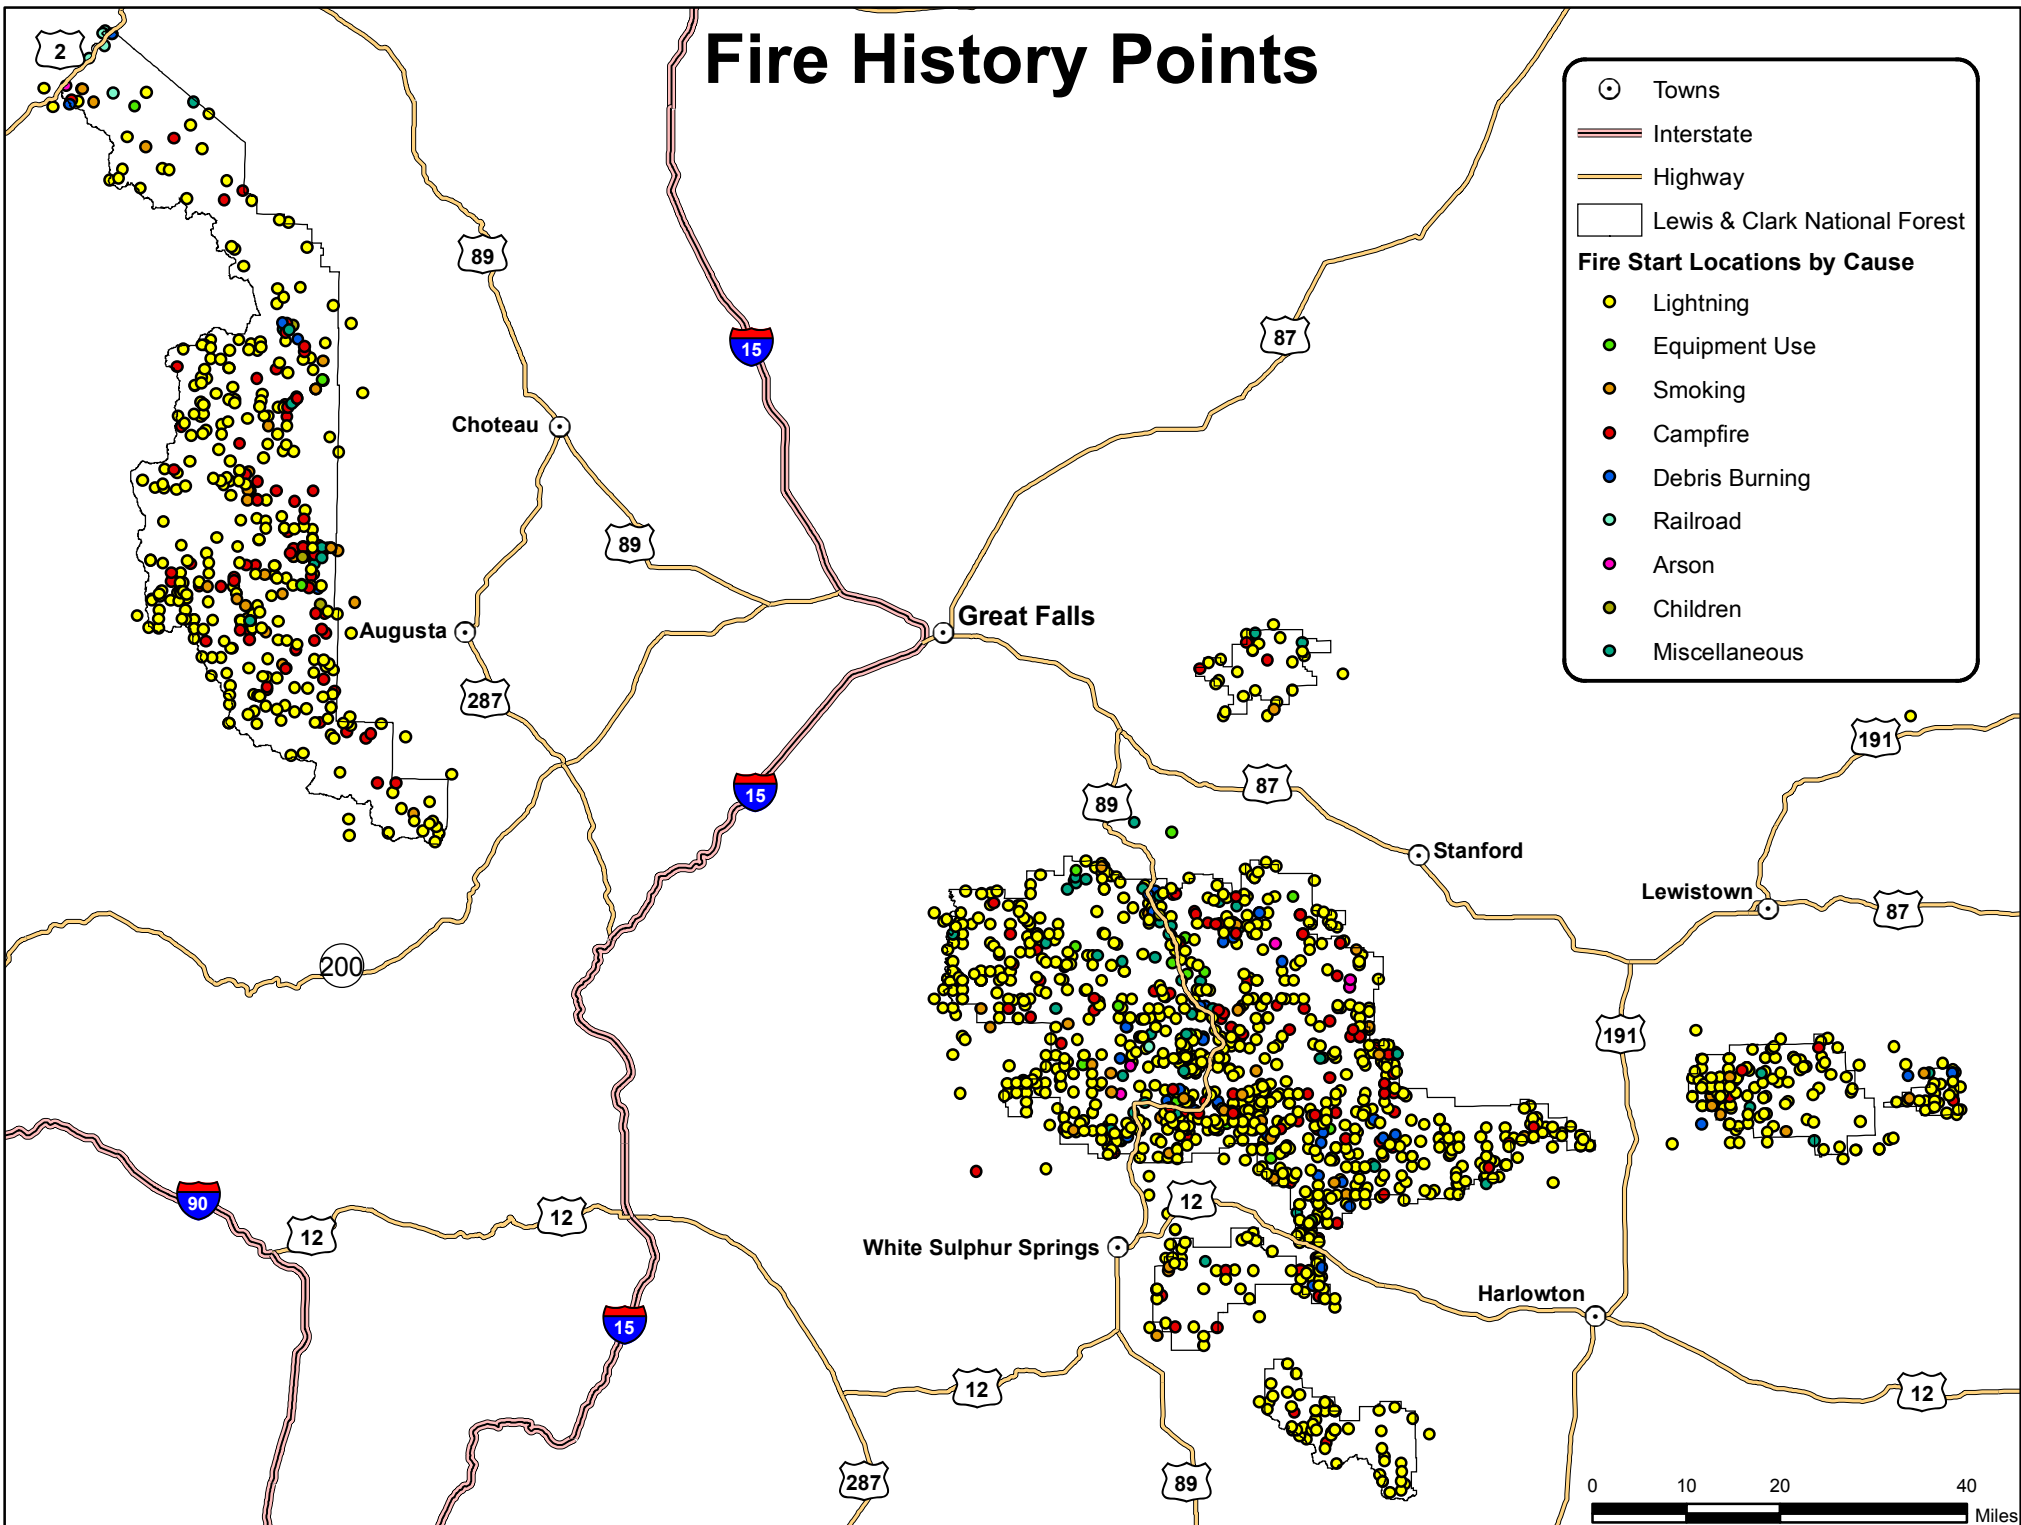 Fire History Points
2
Towns
Interstate
Highway
Lewis & Clark National Forest
Fire Start Locations by Cause
Lightning
Equipment Use
Smoking
Campfire
Debris Burning
Railroad
Arson
Children
Miscellaneous
89
15
87
Choteau
89
Great Falls
Augusta
287
191
15
89
87
Stanford
Lewistown
87
200
191
90
12
12
12
White Sulphur Springs
Harlowton
15
12
12
287
89
0 10 20 40
Miles